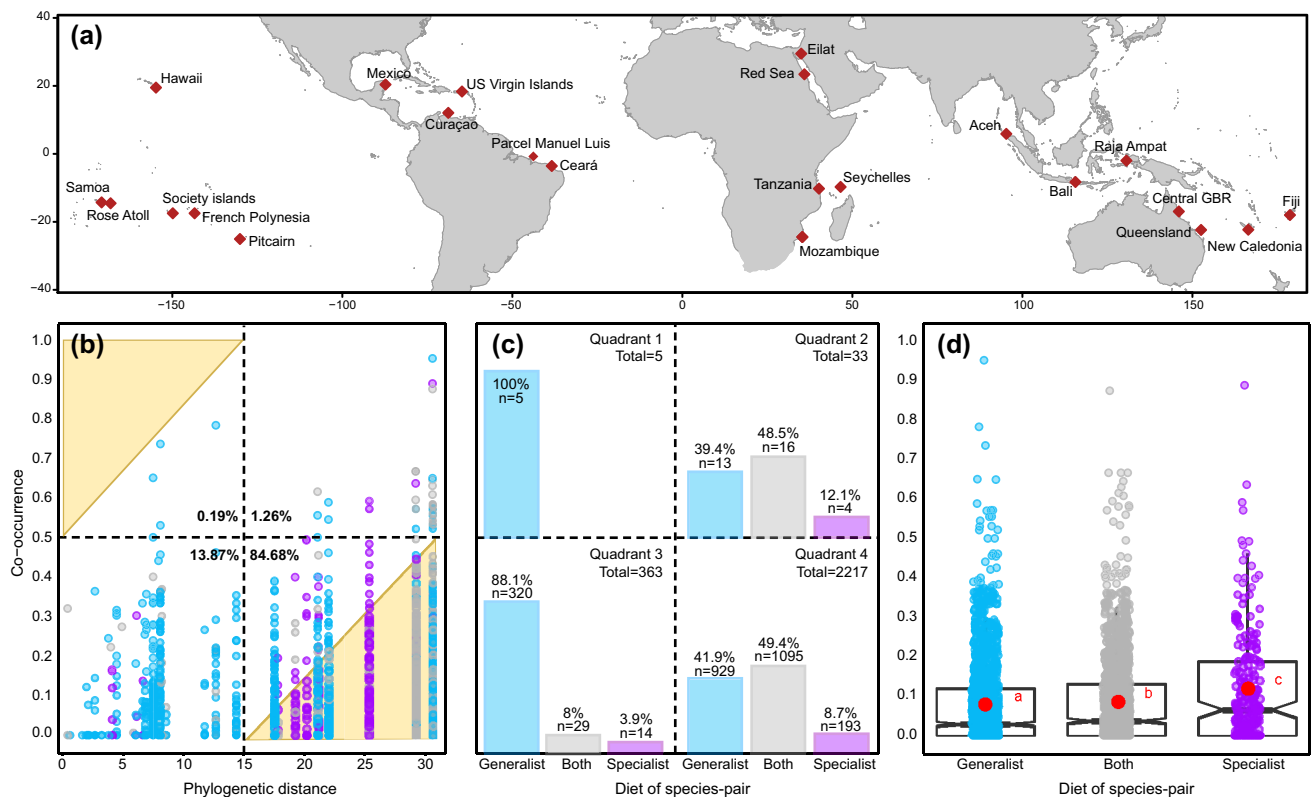 (a)
40
20
0
−20
−40
−150
−100
−50
0
50
100
150
Hawaii
Mexico
US Virgin Islands
Curaçao
Parcel Manuel Luis
Ceará
Samoa
Rose Atoll
Society islands
French Polynesia
Pitcairn
Eilat
Red Sea
Tanzania
Seychelles
Mozambique
Aceh
Raja Ampat
Bali
Central GBR
Queensland
New Caledonia
Fiji
(b)
Co−occurrence
1.0
0.9
0.8
0.7
0.6
0.5
0.4
0.3
0.2
0.1
0.0
0.19%
1.26%
13.87%
84.68%
0
5
10
15
20
25
30
Phylogenetic distance
(c)
Quadrant 1
Total=5
100%
n=5
Quadrant 2
Total=33
39.4%
n=13
48.5%
n=16
12.1%
n=4
Quadrant 3
Total=363
88.1%
n=320
8%
n=29
3.9%
n=14
Quadrant 4
Total=2217
41.9%
n=929
49.4%
n=1095
8.7%
n=193
Generalist
Both
Specialist
Generalist
Both
Specialist
Diet of species-pair
(d)
1.0
0.9
0.8
0.7
0.6
0.5
0.4
0.3
0.2
0.1
0.0
a
b
c
Generalist
Both
Specialist
Diet of species-pair